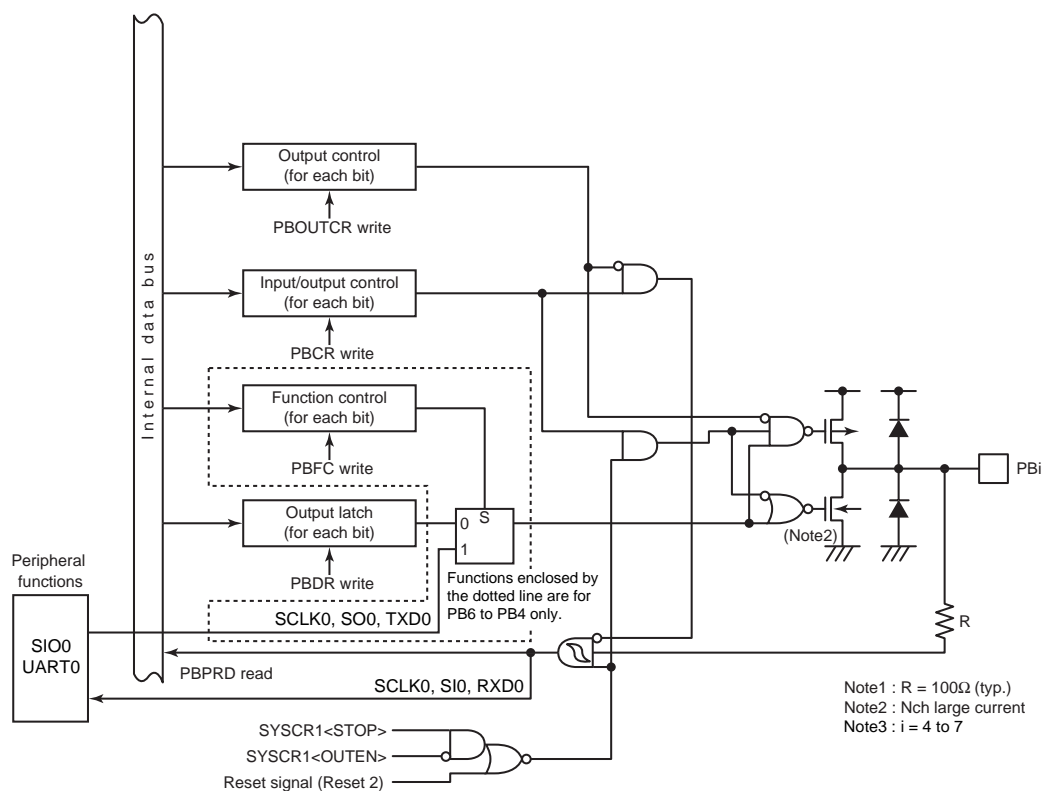 Internal data bus
Output control
(for each bit)
PBOUTCR write
Input/output control
(for each bit)
PBCR write
Function control
(for each bit)
PBFC write
Output latch
(for each bit)
PBDR write
S
0
1
Functions enclosed by
the dotted line are for
PB6 to PB4 only.
(Note2)
PBi
R
Peripheral
functions
SIO0
UART0
SCLK0, SO0, TXD0
PBPRD read
SCLK0, SI0, RXD0
SYSCR1<STOP>
SYSCR1<OUTEN>
Reset signal (Reset 2)
Note1 : R = 100Ω (typ.)
Note2 : Nch large current
Note3 : i = 4 to 7